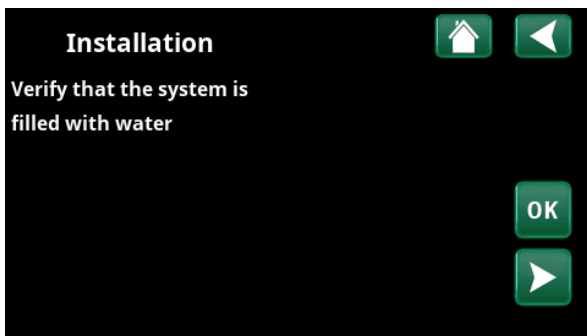 Installation
Verify that the system is
filled with water
OK